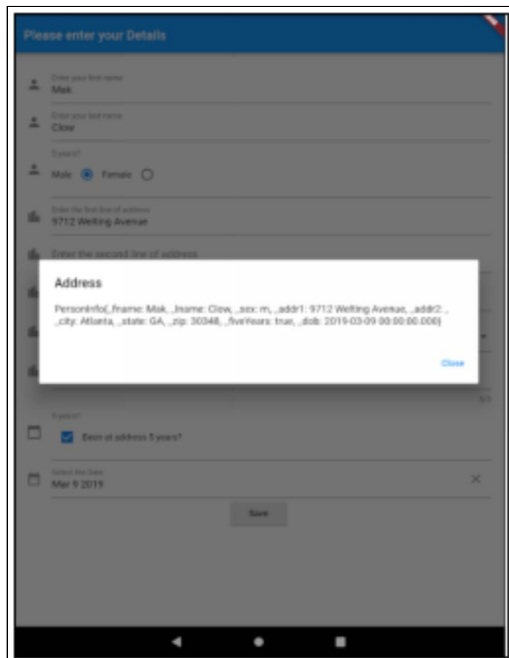 Please enter your Details
Enter your first name
Mak
Enter your last name
Clow
5 years?
Male Female
Enter the first line of address
9712 Welting Avenue
Enter the second line of address
Address
PersonInfo{_fname: Mak, _lname: Clow, _sex: m, _addr1: 9712 Welting Avenue, _addr2: ,
_city: Atlanta, _state: GA, _zip: 30348, _fiveYears: true, _dob: 2019-03-09 00:00:00.000}
Close
5/5
5 years?
Been at address 5 years?
Select the Date
Mar 9 2019
Save